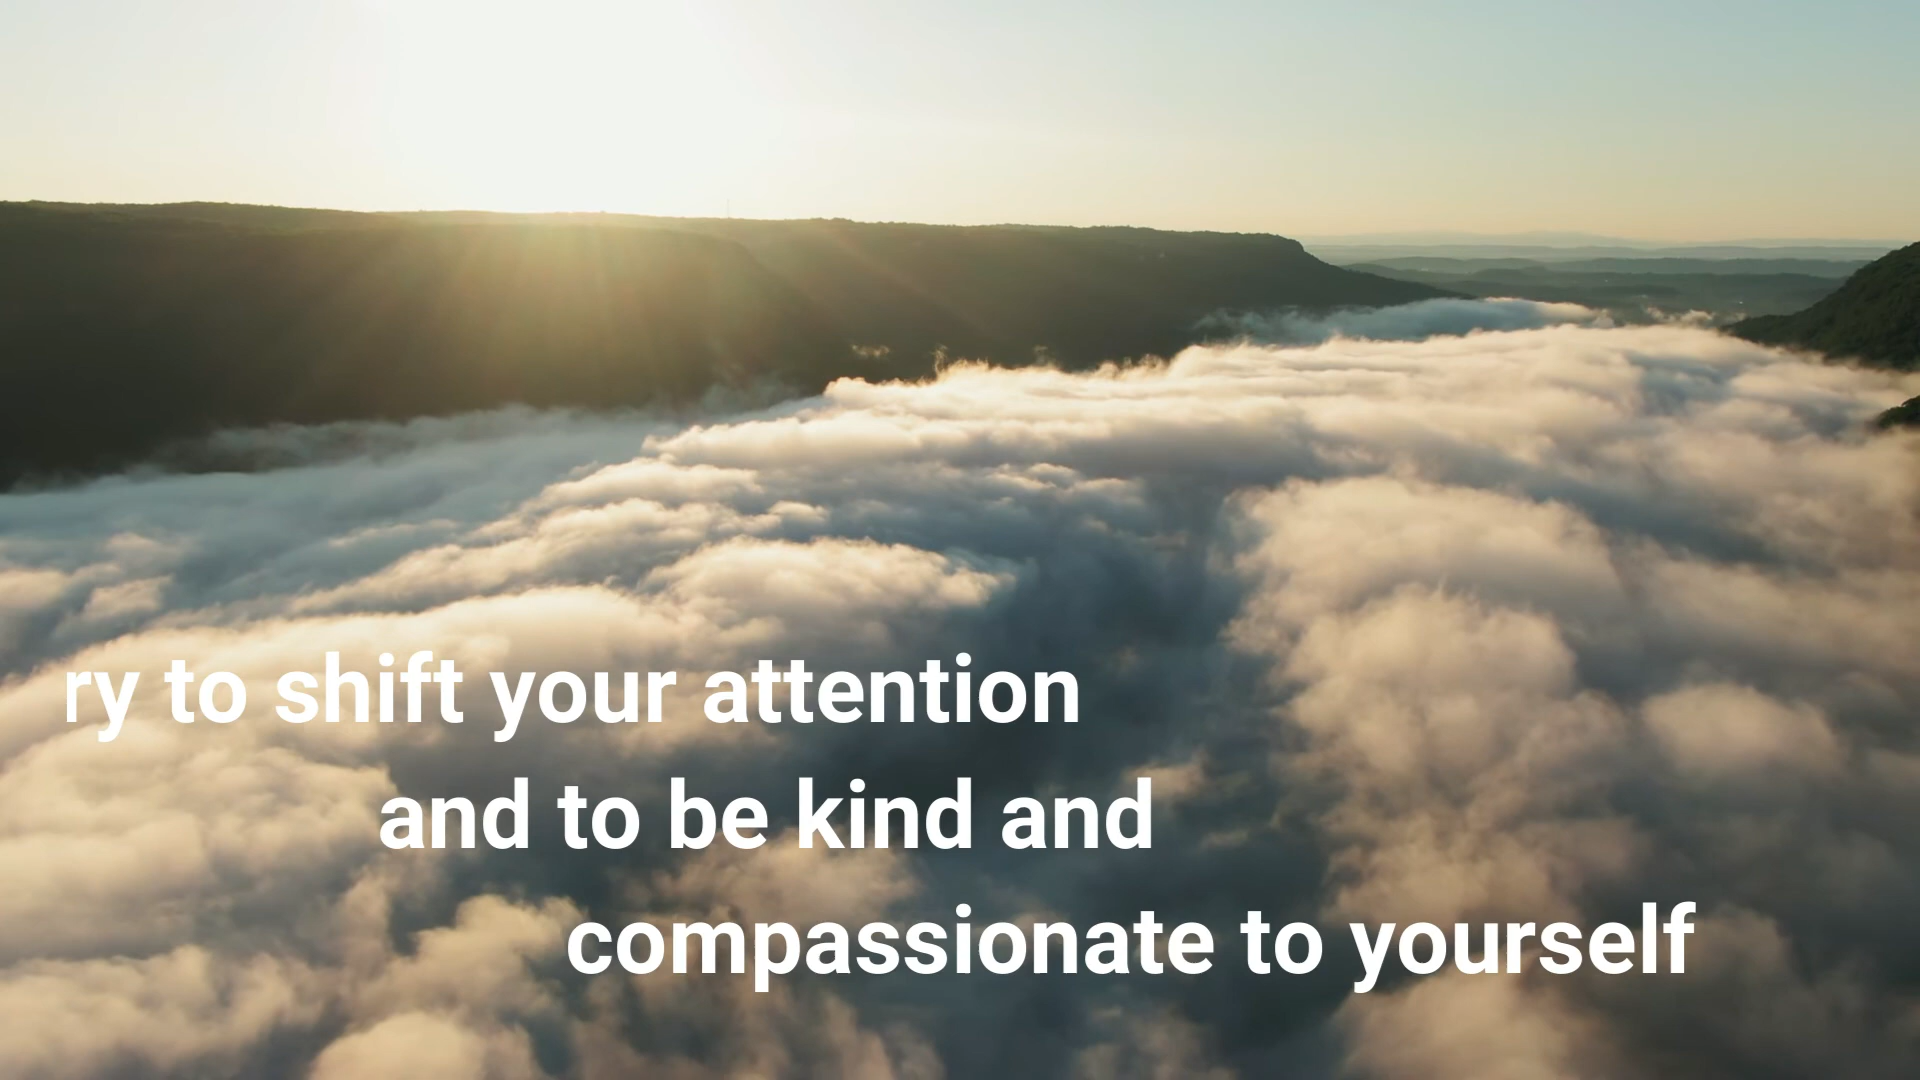 ry to shift your attention
and to be kind and
compassionate to yourself